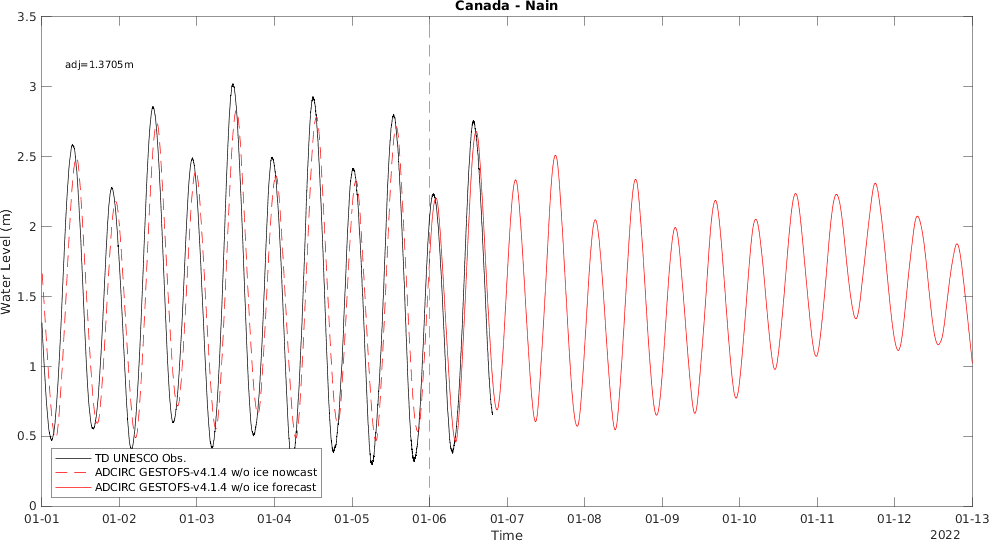 Canada - Nain
3.5
adj=1.3705m
3
2.5
2
1.5
1
0.5
0
Water Level (m)
TD UNESCO Obs.
ADCIRC GESTOFS-v4.1.4 w/o ice nowcast
ADCIRC GESTOFS-v4.1.4 w/o ice forecast
01-01 01-02 01-03 01-04 01-05 01-06 01-07 01-08 01-09 01-10 01-11 01-12 01-13
Time
2022